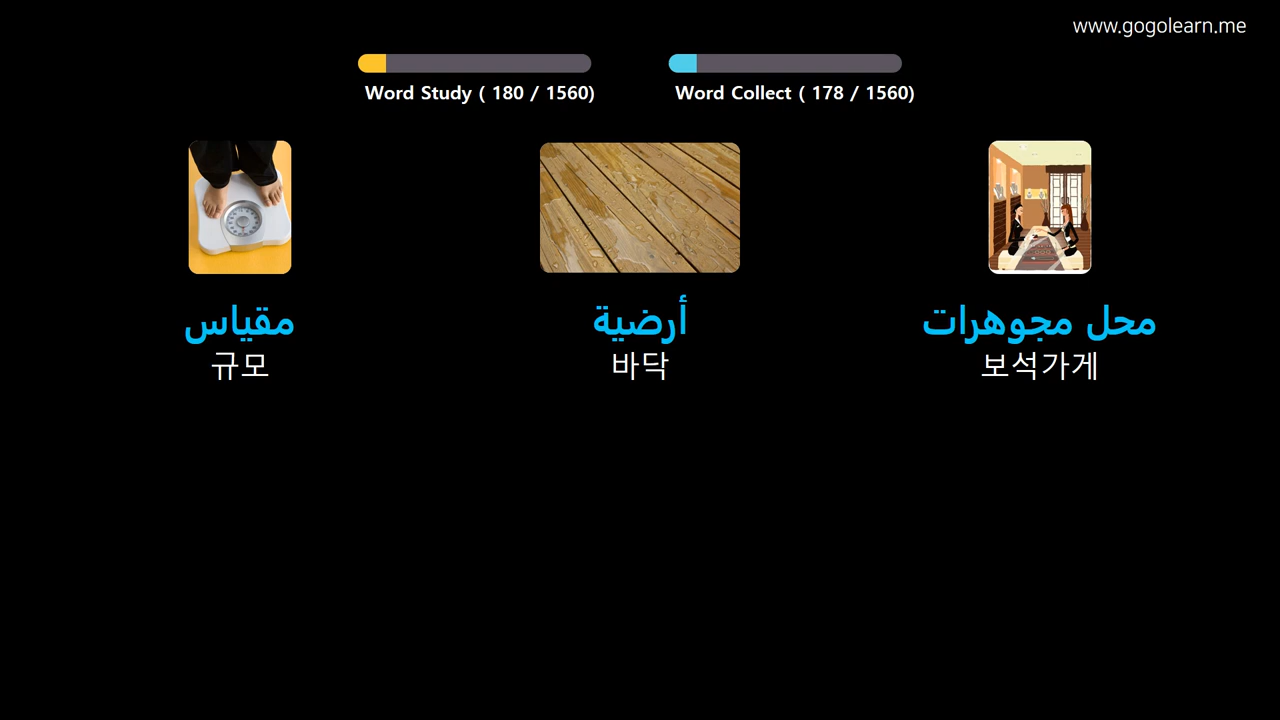 www.gogolearn.me
Word Study ( 180 / 1560)
Word Collect ( 178 / 1560)
مقياس
규모
أرضية
바닥
محل مجوهرات
보석가게